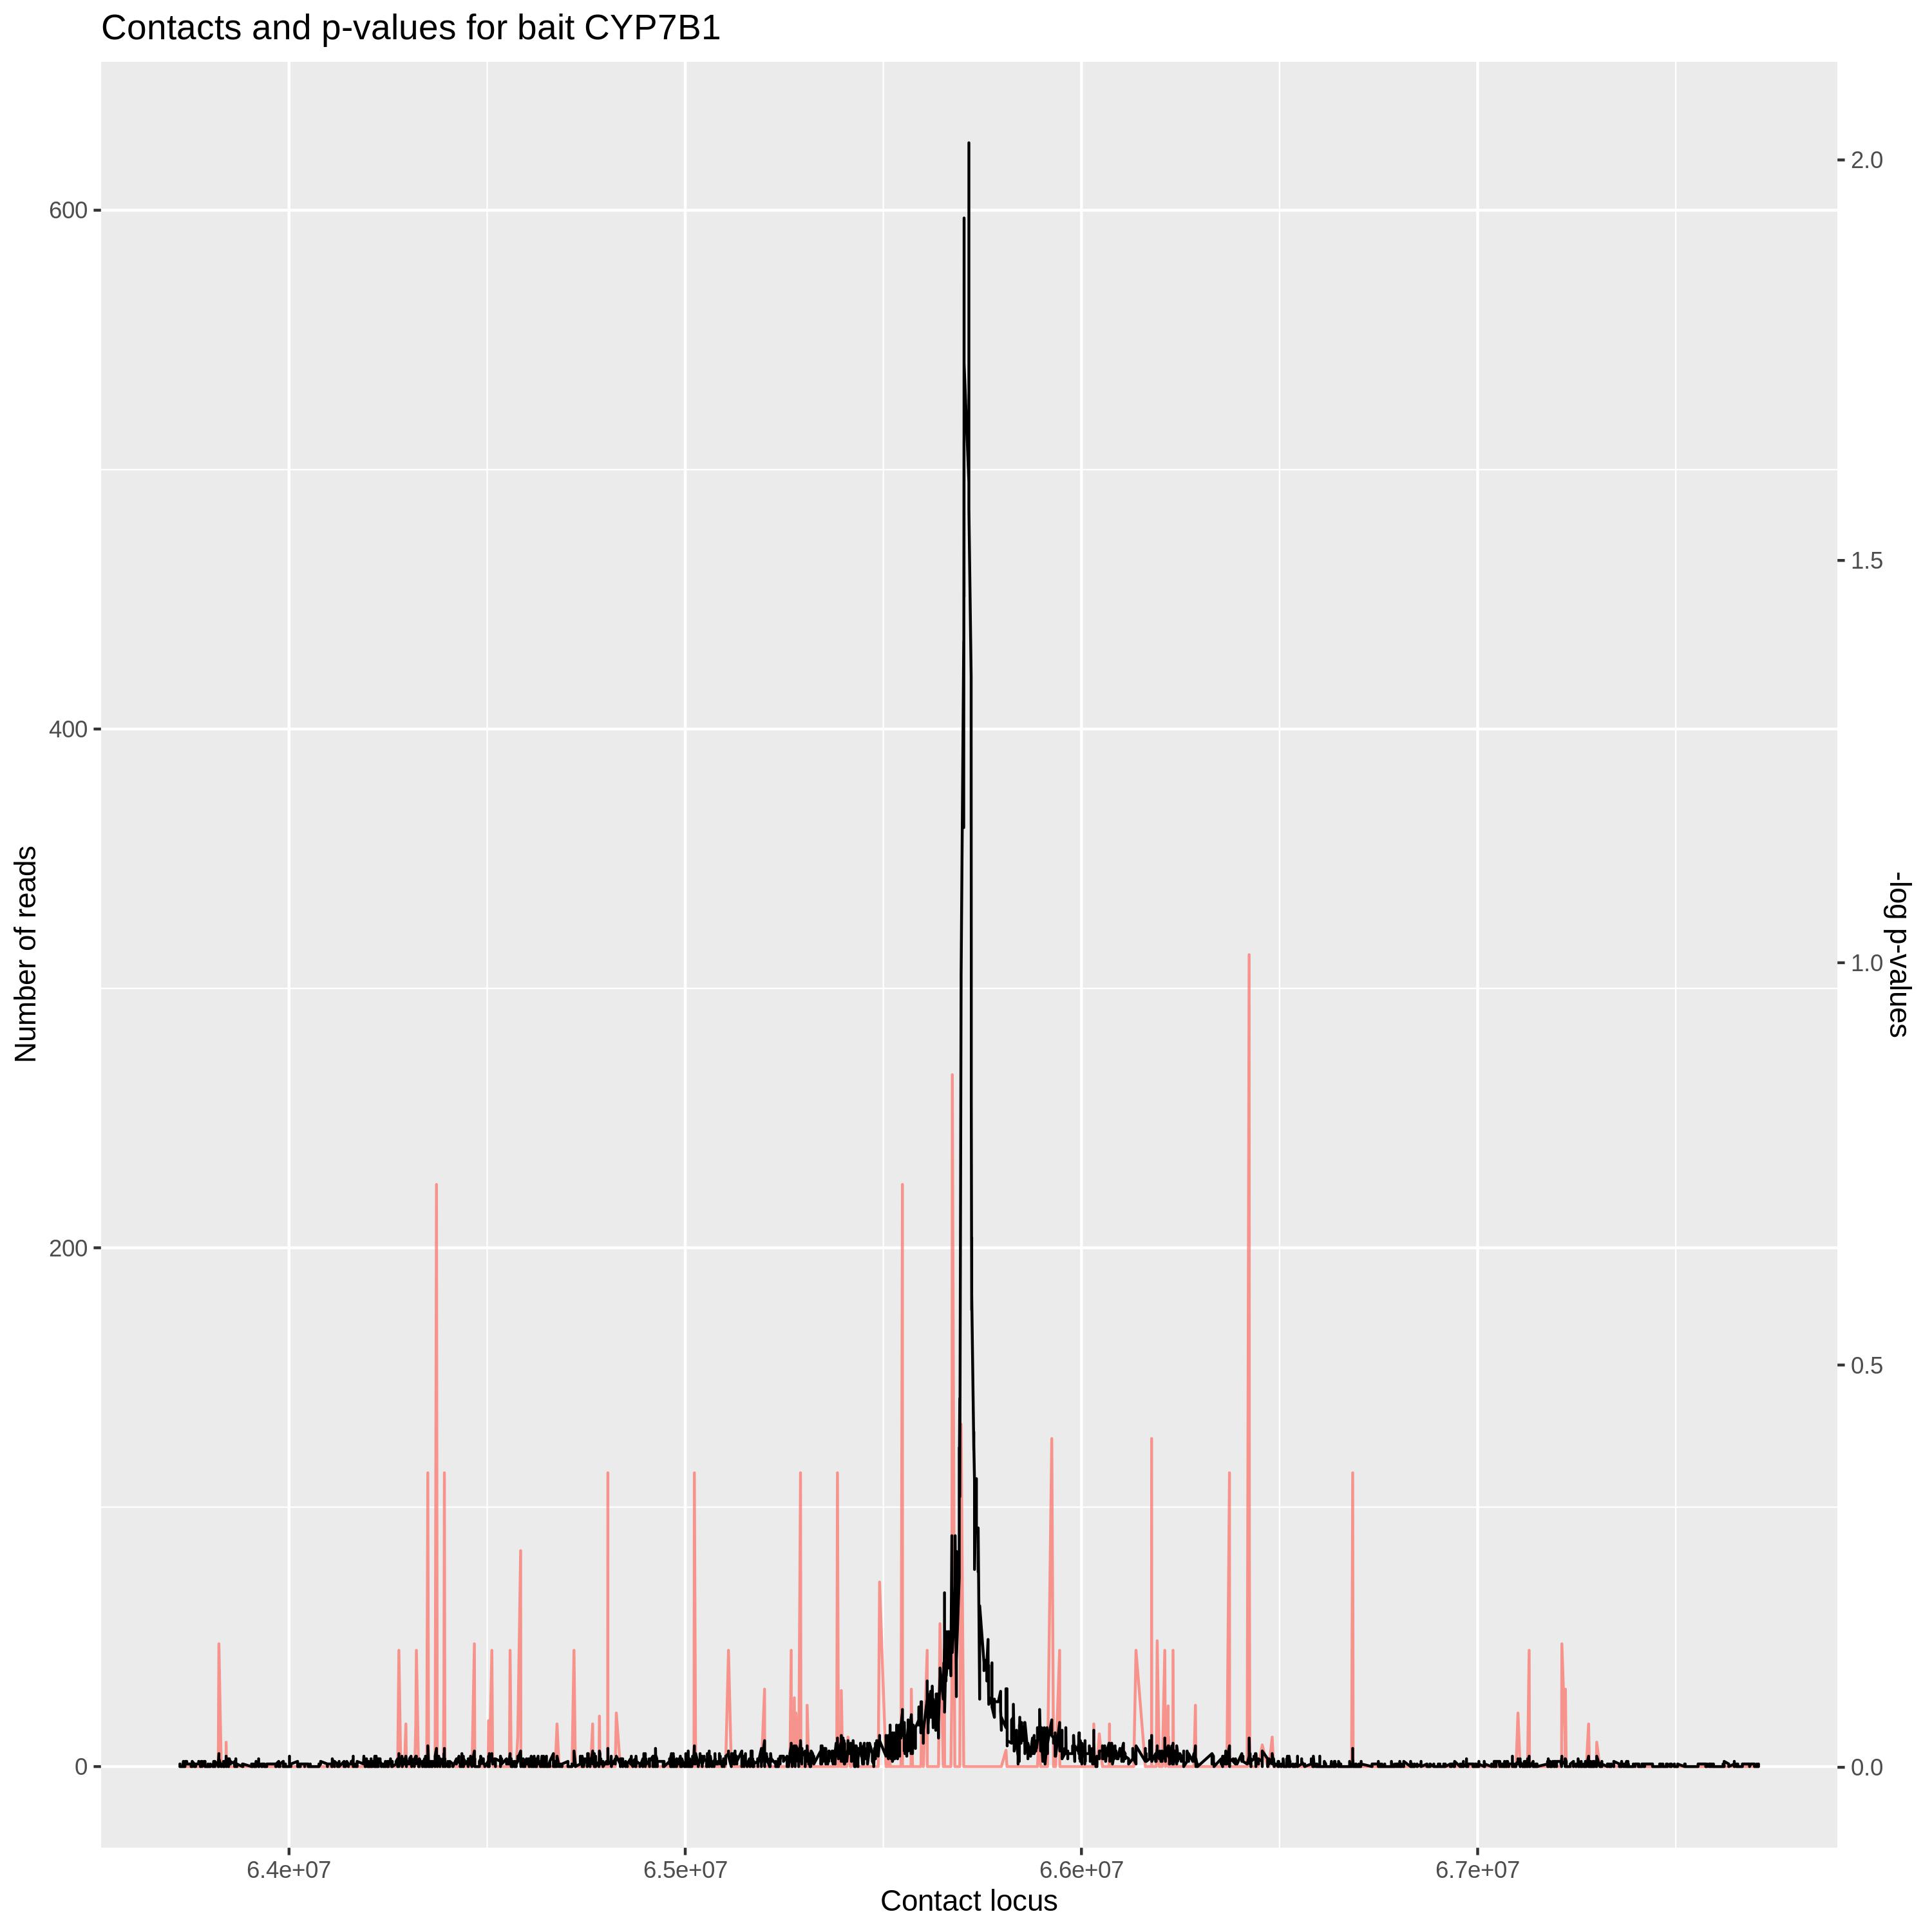 Contacts and p-values for bait CYP7B1
600
400
200
0
Number of reads
2.0
1.5
1.0
0.5
0.0
-log p-values
6.4e+07
6.5e+07
6.6e+07
6.7e+07
Contact locus